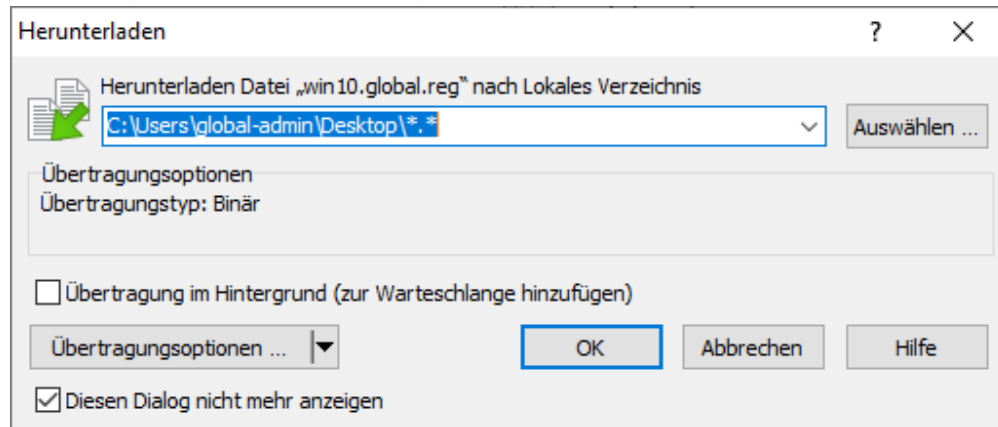 Herunterladen
?
Herunterladen Datei „win10.global.reg“ nach Lokales Verzeichnis
C:\Users\global-admin\Desktop\*.*
Auswählen ...
Übertragungsoptionen
Übertragungstyp: Binär
Übertragung im Hintergrund (zur Warteschlange hinzufügen)
Übertragungsoptionen ...
OK
Abbrechen
Hilfe
Diesen Dialog nicht mehr anzeigen